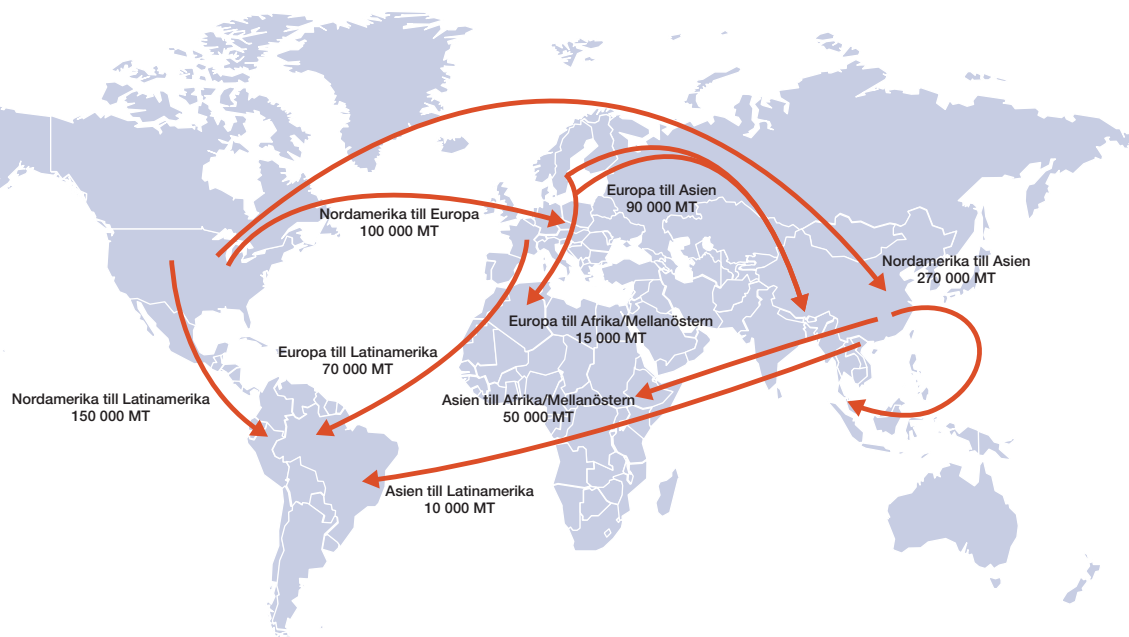 Europa till Asien
90 000 MT
Nordamerika till Europa
100 000 MT
Nordamerika till Asien
270 000 MT
Europa till Afrika/Mellanöstern
15 000 MT
Europa till Latinamerika
70 000 MT
Nordamerika till Latinamerika
150 000 MT
Asien till Afrika/Mellanöstern
50 000 MT
Asien till Latinamerika
10 000 MT